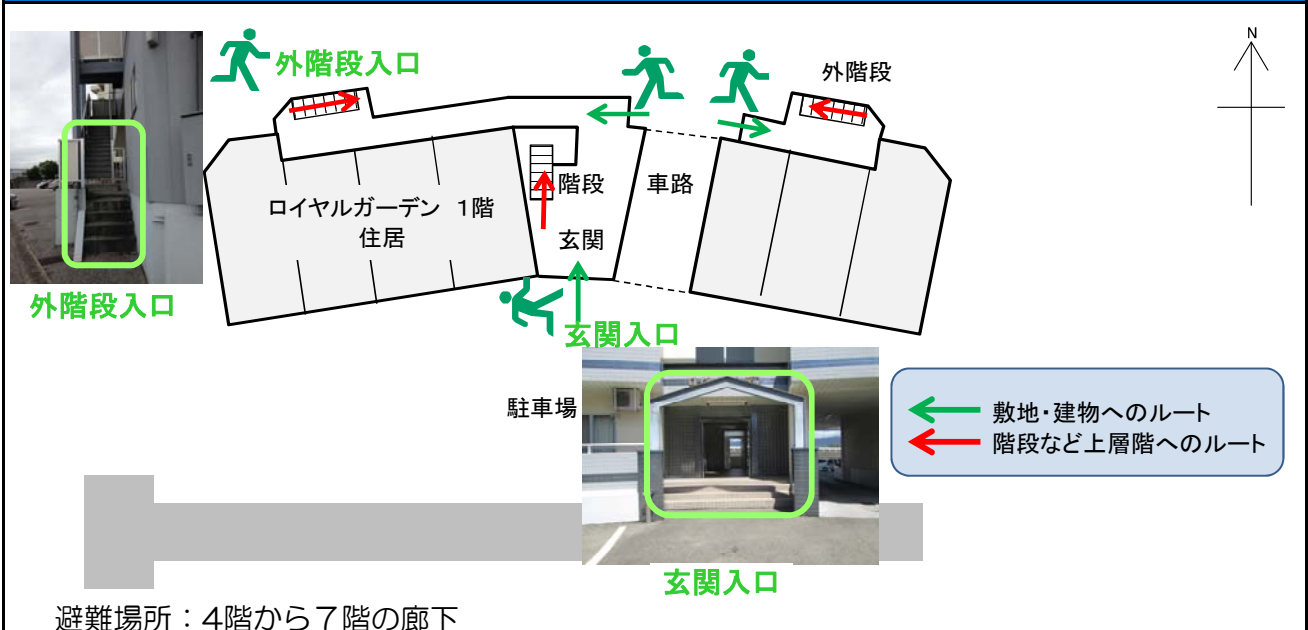 N
外階段入口
外階段
階段
車路
ロイヤルガーデン 1階
住居
玄関
外階段入口
玄関入口
駐車場
敷地・建物へのルート
階段など上層階へのルート
玄関入口
避難場所：4階から7階の廊下